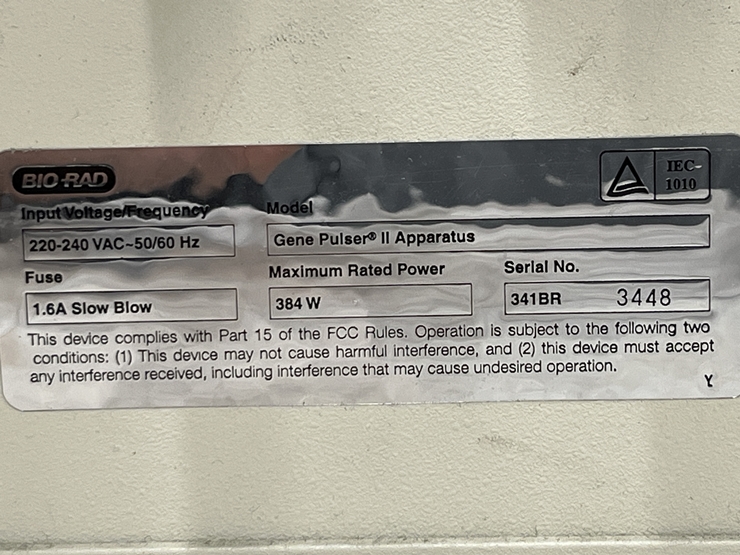 BIO-RAD
IEC-
1010
Input Voltage/Frequency
Model
220-240 VAC~50/60 Hz
Gene Pulser® II Apparatus
Fuse
Maximum Rated Power
Serial No.
1.6A Slow Blow
384 W
341BR 3448
This device complies with Part 15 of the FCC Rules. Operation is subject to the following two
conditions: (1) This device may not cause harmful interference, and (2) this device must accept
any interference received, including interference that may cause undesired operation.
Y